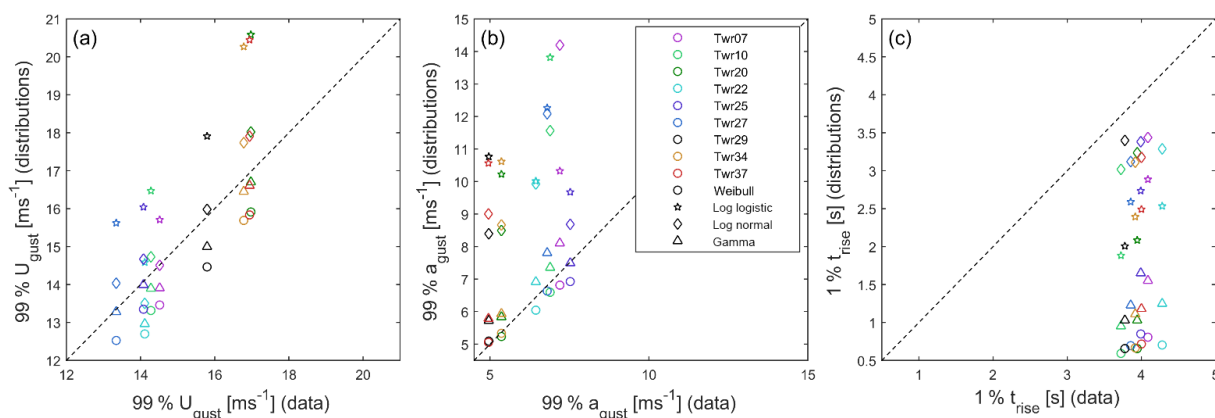 (a)
21
20
19
18
17
16
15
14
13
12
12 14 16 18 20
99 % U_gust [ms^-1] (distributions)
99 % U_gust [ms^-1] (data)
(b)
15
14
13
12
11
10
9
8
7
6
5
5 10 15
99 % a_gust [ms^-1] (distributions)
99 % a_gust [ms^-1] (data)
Twr07
Twr10
Twr20
Twr22
Twr25
Twr27
Twr29
Twr34
Twr37
Weibull
Log logistic
Log normal
Gamma
(c)
5
4.5
4
3.5
3
2.5
2
1.5
1
0.5
1 2 3 4 5
1 % t_rise [s] (distributions)
1 % t_rise [s] (data)